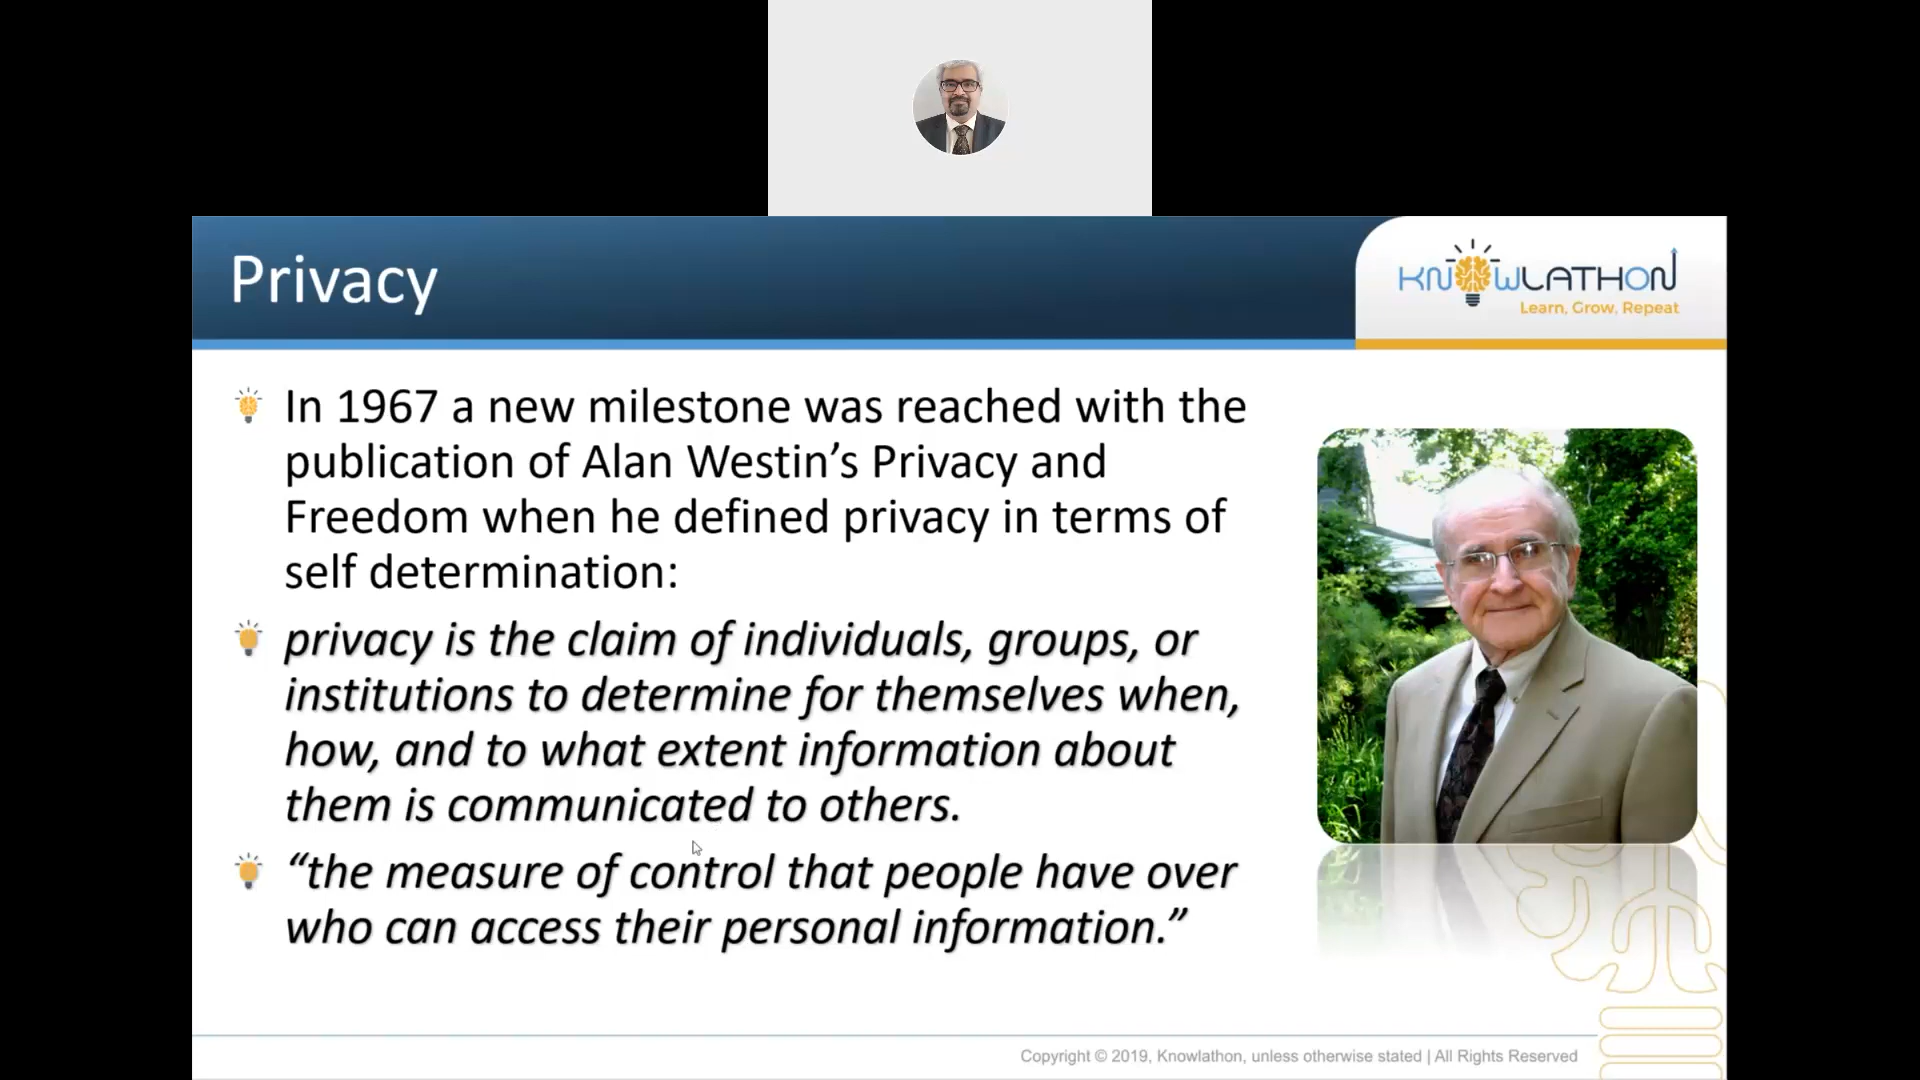 Privacy
KNOWLATHON
Learn, Grow, Repeat
In 1967 a new milestone was reached with the
publication of Alan Westin’s Privacy and
Freedom when he defined privacy in terms of
self determination:
privacy is the claim of individuals, groups, or
institutions to determine for themselves when,
how, and to what extent information about
them is communicated to others.
“the measure of control that people have over
who can access their personal information.”
Copyright © 2019, Knowlathon, unless otherwise stated | All Rights Reserved